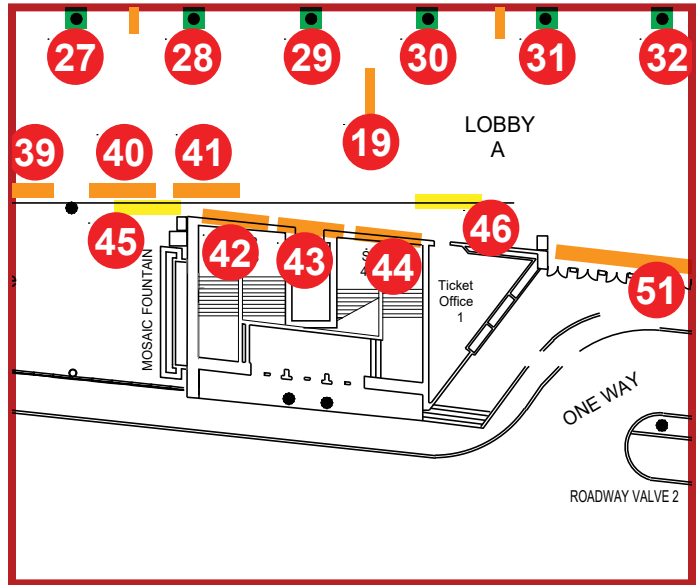 27 28 29 30 31 32
19
LOBBY
A
39 40 41
45
46
42 43 44
51
MOSAIC FOUNTAIN
Ticket
Office
1
ONE WAY
ROADWAY VALVE 2